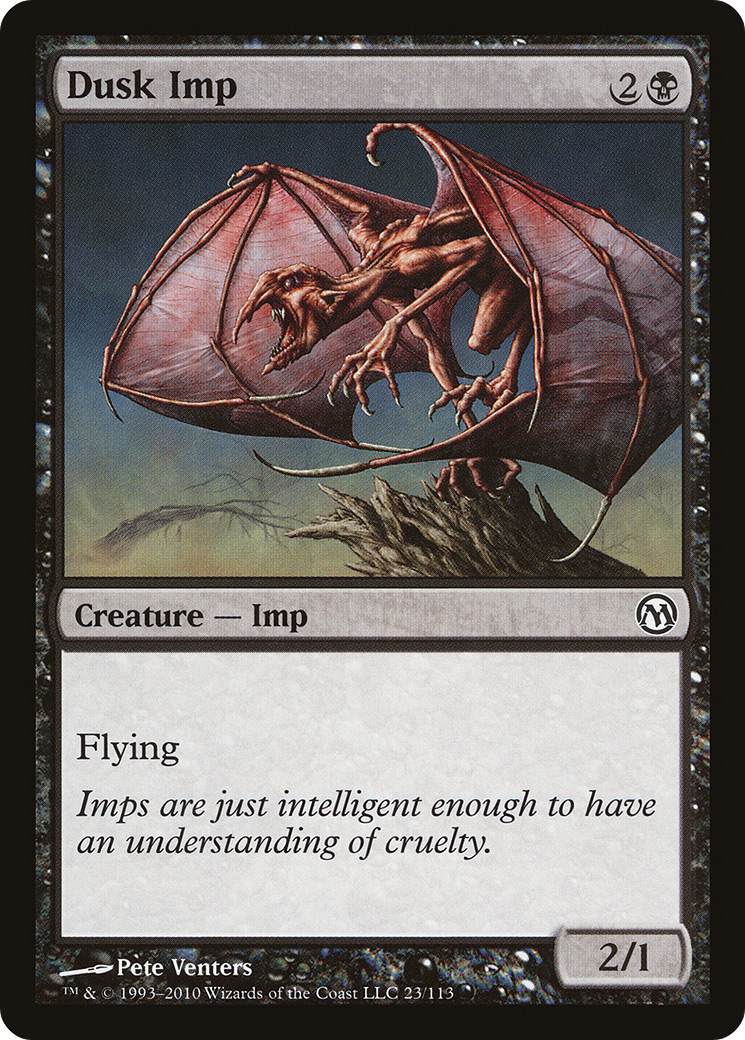 Dusk Imp 2
Creature — Imp
Flying
Imps are just intelligent enough to have
an understanding of cruelty.
2/1
Pete Venters
™ & © 1993–2010 Wizards of the Coast LLC 23/113